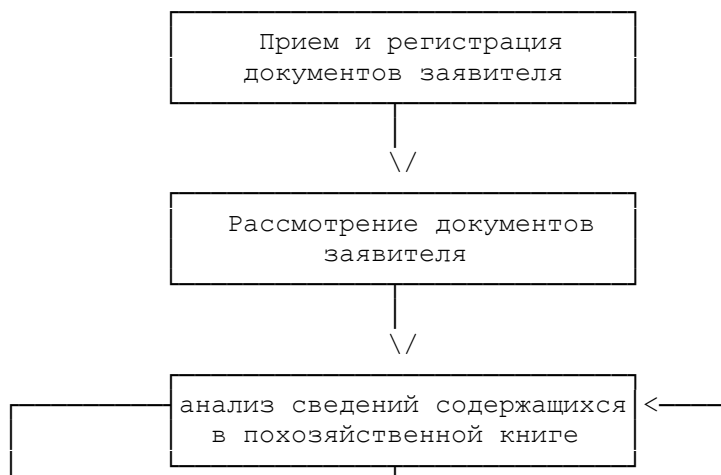 Прием и регистрация
документов заявителя
Рассмотрение документов
заявителя
анализ сведений содержащихся
в похозяйственной книге